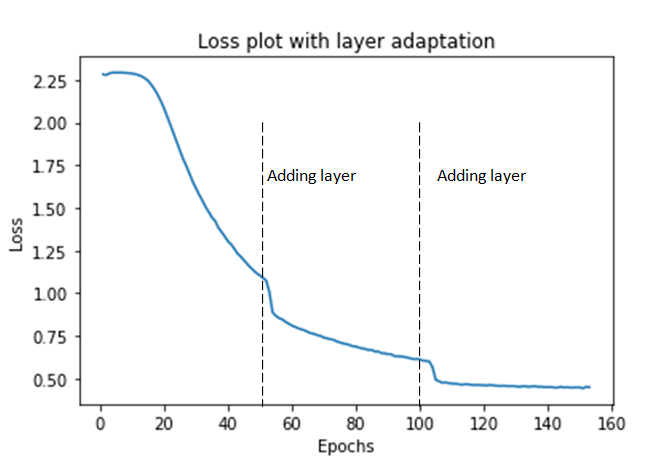 Loss plot with layer adaptation
2.25
2.00
1.75
1.50
1.25
1.00
0.75
0.50
Loss
Adding layer
Adding layer
0 20 40 60 80 100 120 140 160
Epochs